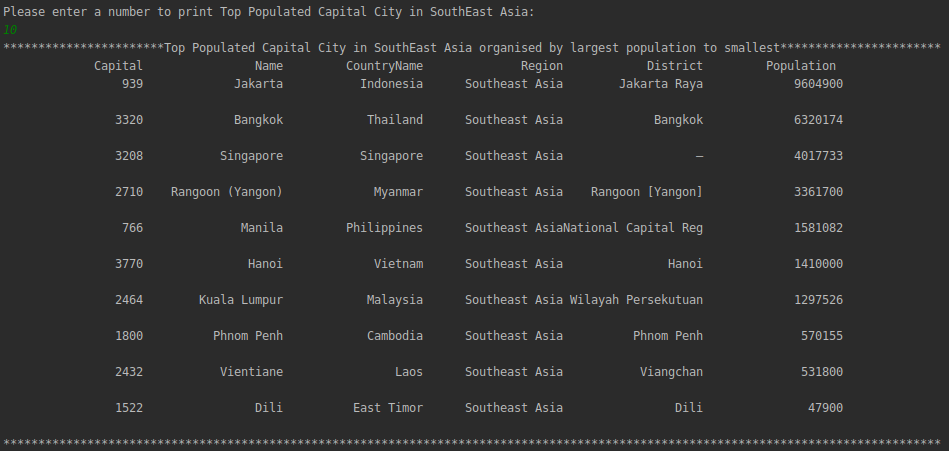 Please enter a number to print Top Populated Capital City in SouthEast Asia:
10
***********************Top Populated Capital City in SouthEast Asia organised by largest population to smallest***********************
Capital Name CountryName Region District Population
939 Jakarta Indonesia Southeast Asia Jakarta Raya 9604900
3320 Bangkok Thailand Southeast Asia Bangkok 6320174
3208 Singapore Singapore Southeast Asia – 4017733
2710 Rangoon (Yangon) Myanmar Southeast Asia Rangoon [Yangon] 3361700
766 Manila Philippines Southeast AsiaNational Capital Reg 1581082
3770 Hanoi Vietnam Southeast Asia Hanoi 1410000
2464 Kuala Lumpur Malaysia Southeast Asia Wilayah Persekutuan 1297526
1800 Phnom Penh Cambodia Southeast Asia Phnom Penh 570155
2432 Vientiane Laos Southeast Asia Viangchan 531800
1522 Dili East Timor Southeast Asia Dili 47900
**************************************************************************************************************************************